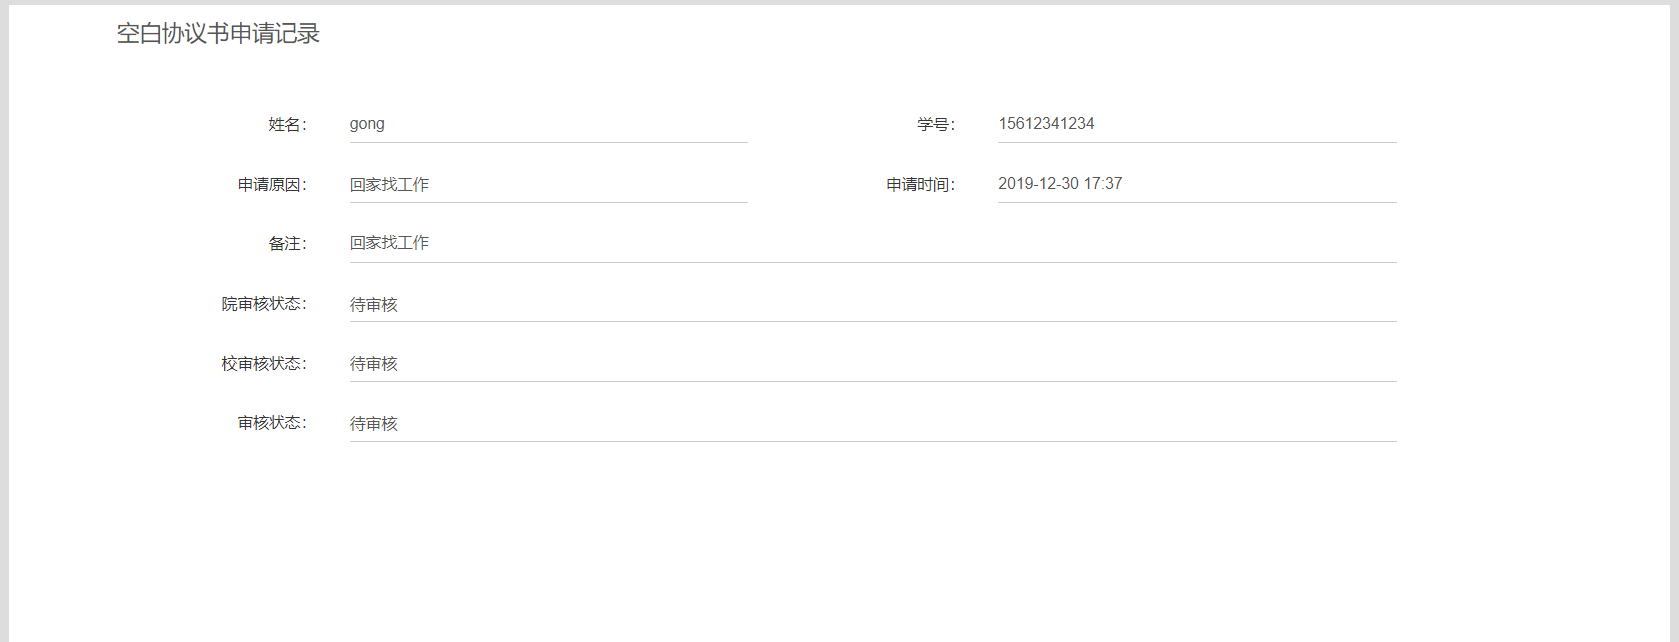 空白协议书申请记录
姓名： gong 学号： 15612341234
申请原因： 回家找工作 申请时间： 2019-12-30 17:37
备注： 回家找工作
院审核状态： 待审核
校审核状态： 待审核
审核状态： 待审核